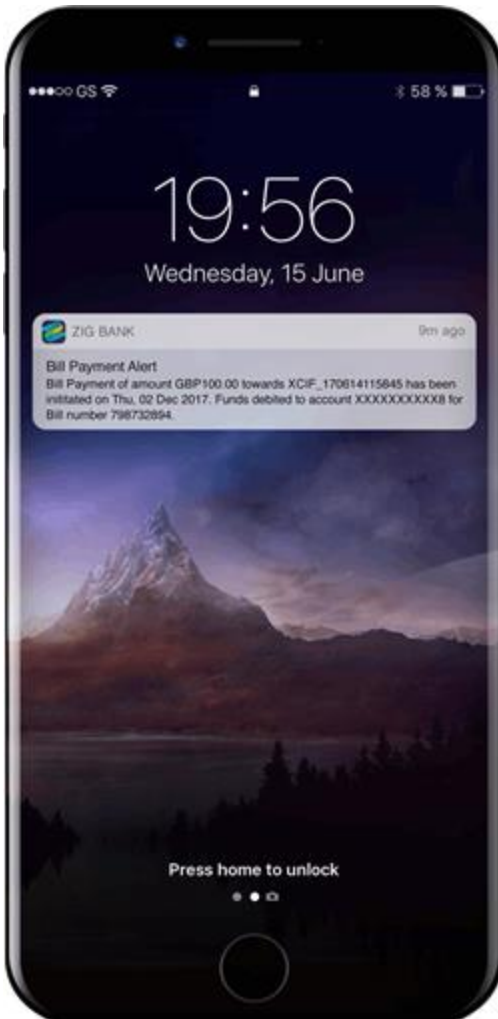 GS
58 %
19:56
Wednesday, 15 June
ZIG BANK 9m ago
Bill Payment Alert
Bill Payment of amount GBP100.00 towards XCIF_170614115845 has been
inititated on Thu, 02 Dec 2017. Funds debited to account XXXXXXXXXX8 for
Bill number 798732894.
Press home to unlock